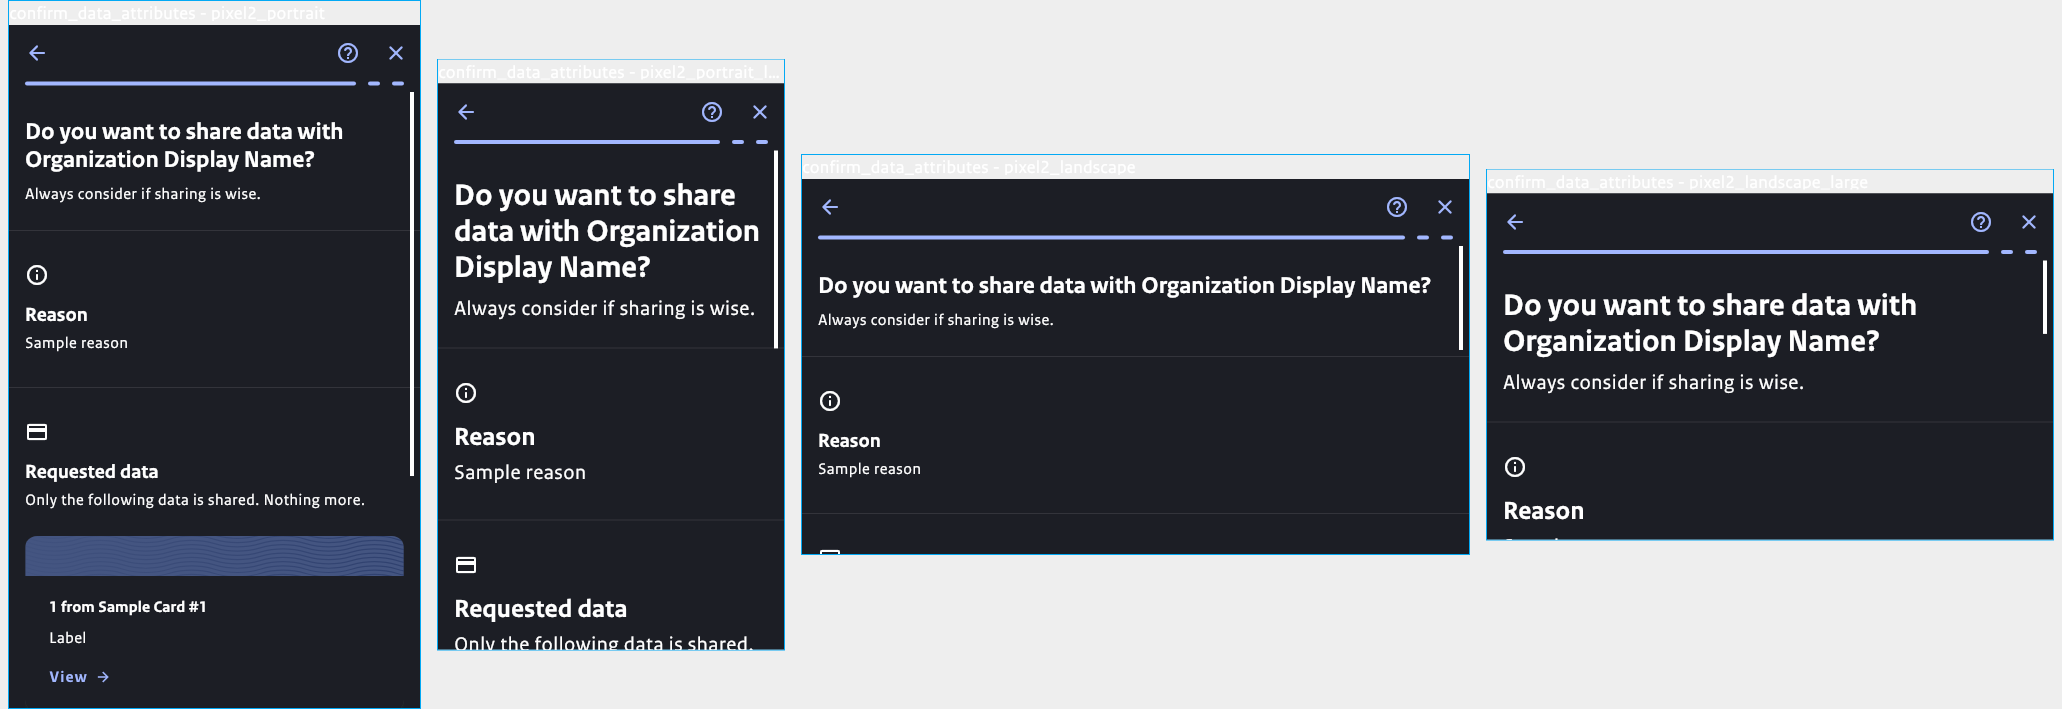 confirm_data_attributes - pixel2_portrait
Do you want to share data with
Organization Display Name?
Always consider if sharing is wise.
Reason
Sample reason
Requested data
Only the following data is shared. Nothing more.
1 from Sample Card #1
Label
View
confirm_data_attributes - pixel2_portrait_l...
Do you want to share
data with Organization
Display Name?
Always consider if sharing is wise.
Reason
Sample reason
Requested data
Only the following data is shared.
confirm_data_attributes - pixel2_landscape
Do you want to share data with Organization Display Name?
Always consider if sharing is wise.
Reason
Sample reason
confirm_data_attributes - pixel2_landscape_large
Do you want to share data with
Organization Display Name?
Always consider if sharing is wise.
Reason